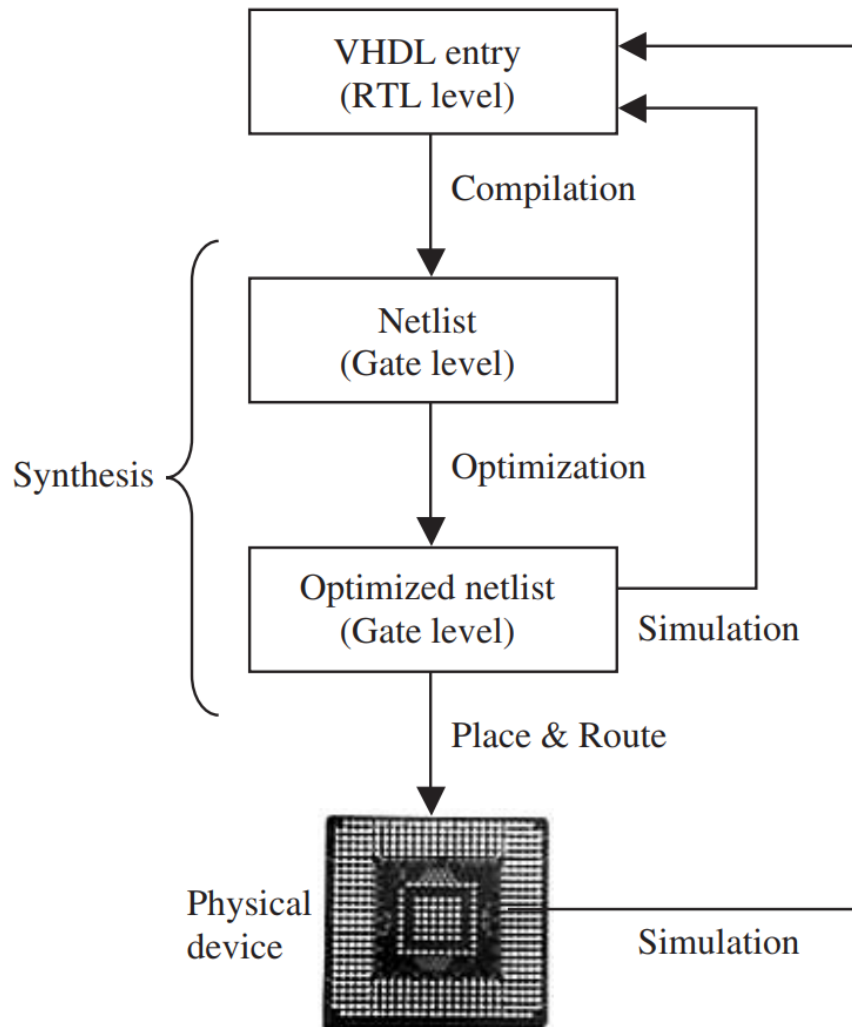 VHDL entry
(RTL level)
Compilation
Netlist
(Gate level)
Synthesis
Optimization
Optimized netlist
(Gate level)
Simulation
Place & Route
Physical
device
Simulation